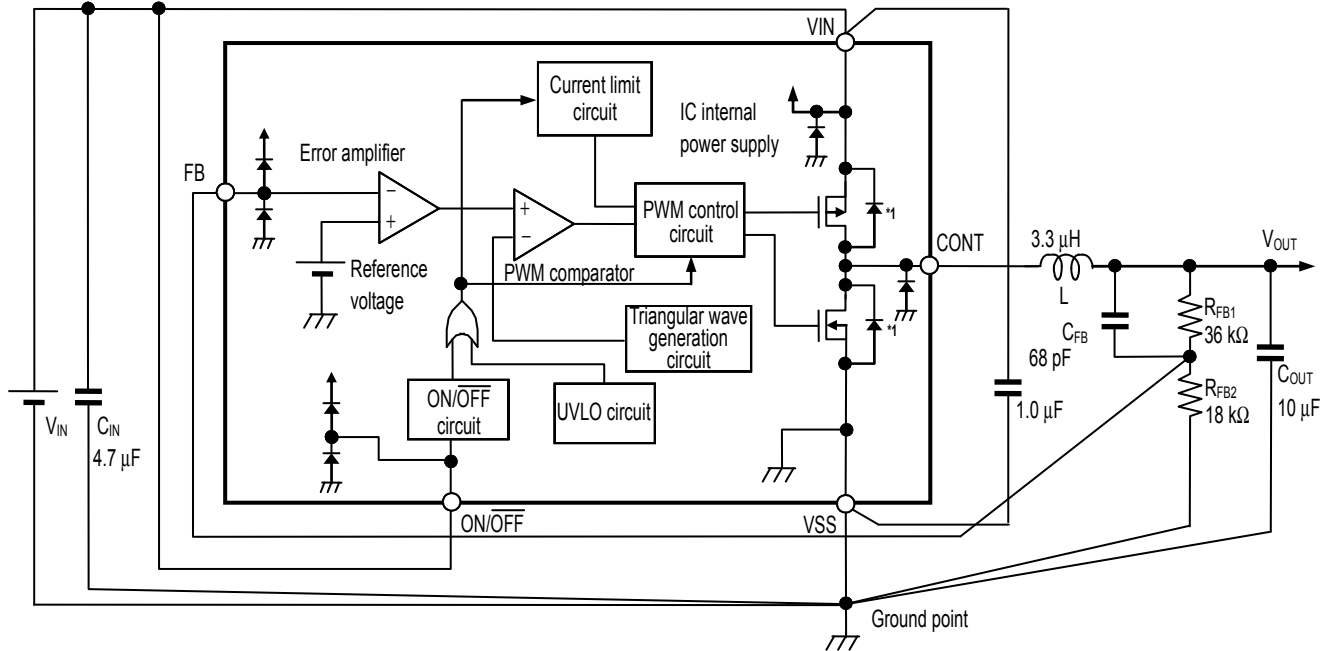 VIN
Current limit
circuit
IC internal
power supply
Error amplifier
FB
−
+
+
−
PWM control
circuit
*1
CONT
3.3 μH
L
VOUT
Reference
voltage
PWM comparator
Triangular wave
generation
circuit
*1
CFB
68 pF
RFB1
36 kΩ
RFB2
18 kΩ
COUT
10 μF
1.0 μF
VIN
CIN
4.7 μF
ON/OFF
circuit
UVLO circuit
ON/OFF
VSS
Ground point